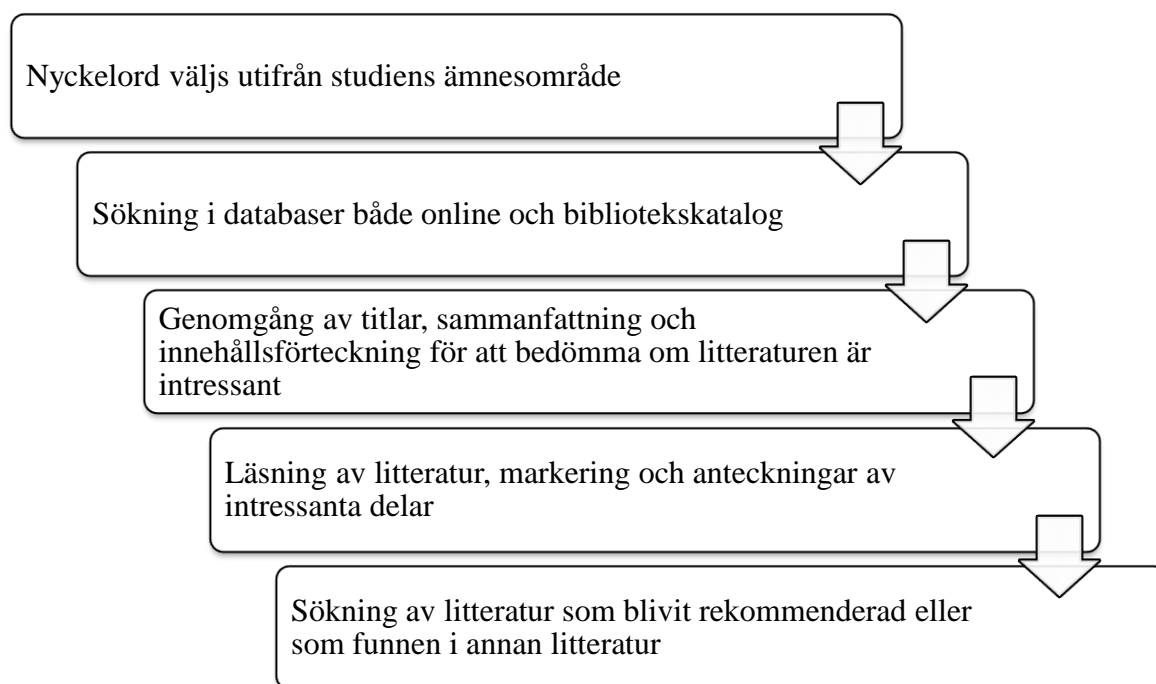 Nyckelord väljs utifrån studiens ämnesområde
Sökning i databaser både online och bibliotekskatalog
Genomgång av titlar, sammanfattning och
innehållsförteckning för att bedömma om litteraturen är
intressant
Läsning av litteratur, markering och anteckningar av
intressanta delar
Sökning av litteratur som blivit rekommenderad eller
som funnen i annan litteratur